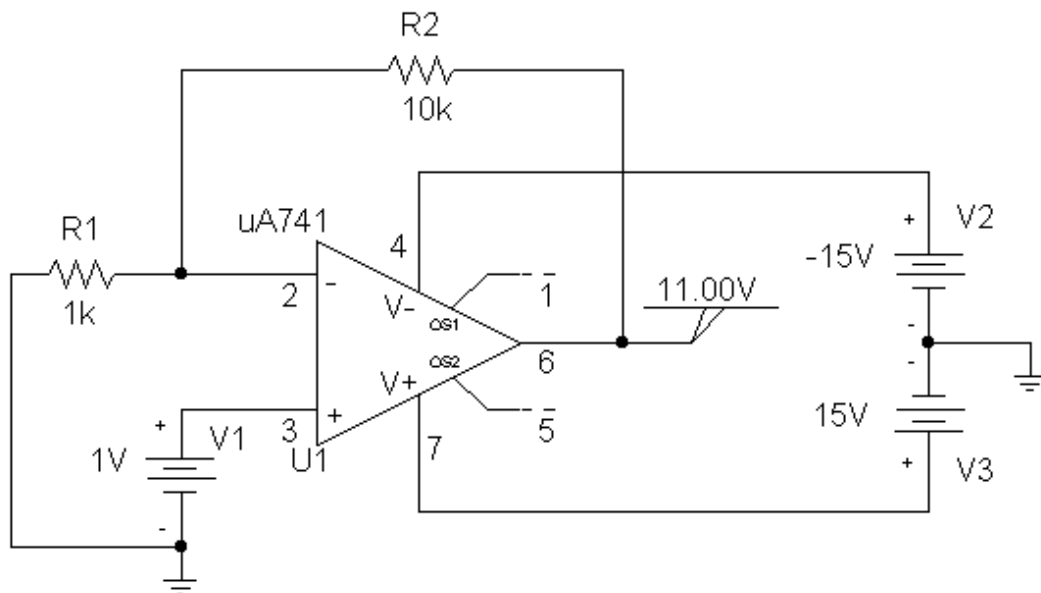 R2
10k
uA741
4
V2
R1
-15V
1
11.00V
2
-
V-
OS1
1k
OS2
6
V+
15V
5
3
+
V1
7
1V
U1
V3
+
-
+
-
-
+